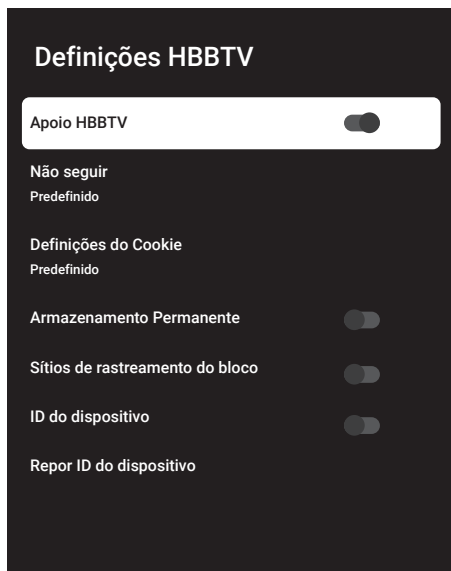 Definições HBBTV
Apoio HBBTV
Não seguir
Predefinido
Definições do Cookie
Predefinido
Armazenamento Permanente
Sítios de rastreamento do bloco
ID do dispositivo
Repor ID do dispositivo